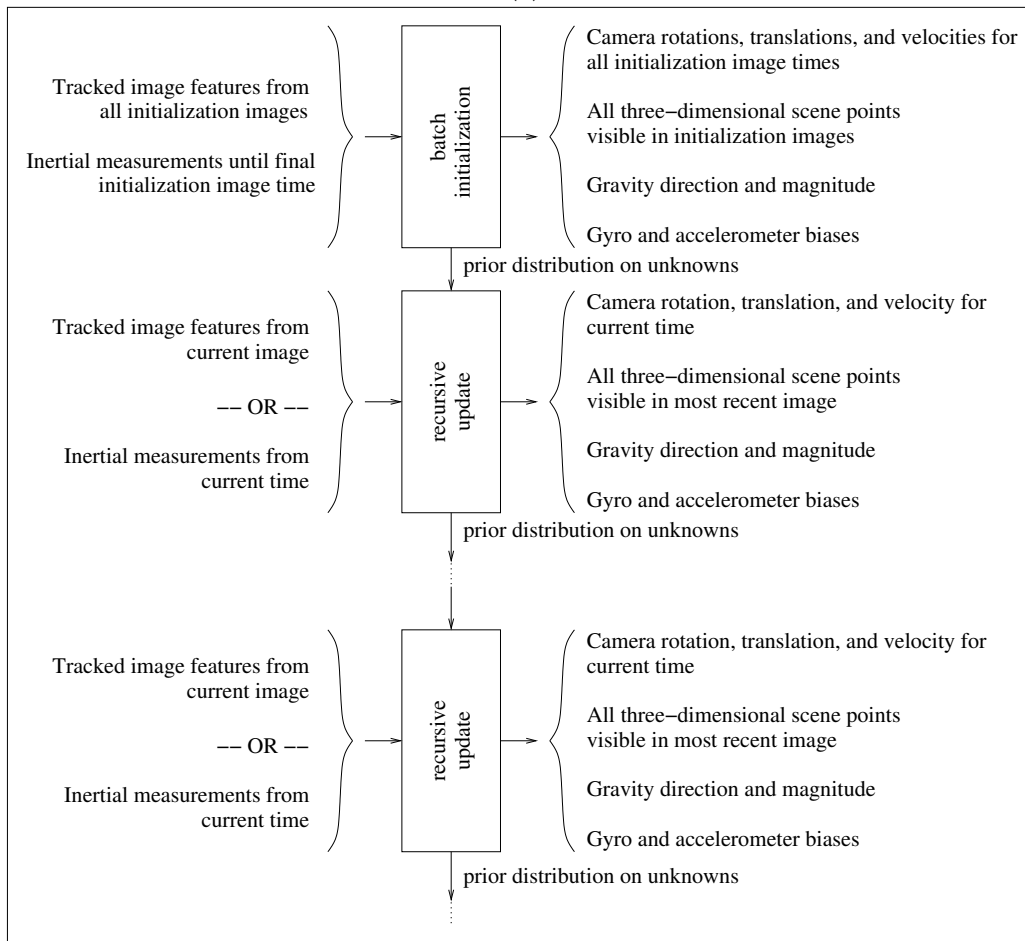 Tracked image features from
all initialization images
Inertial measurements until final
initialization image time
batch
initialization
Camera rotations, translations, and velocities for
all initialization image times
All three−dimensional scene points
visible in initialization images
Gravity direction and magnitude
Gyro and accelerometer biases
prior distribution on unknowns
Tracked image features from
current image
−− OR −−
Inertial measurements from
current time
recursive
update
Camera rotation, translation, and velocity for
current time
All three−dimensional scene points
visible in most recent image
Gravity direction and magnitude
Gyro and accelerometer biases
prior distribution on unknowns
Tracked image features from
current image
−− OR −−
Inertial measurements from
current time
recursive
update
Camera rotation, translation, and velocity for
current time
All three−dimensional scene points
visible in most recent image
Gravity direction and magnitude
Gyro and accelerometer biases
prior distribution on unknowns